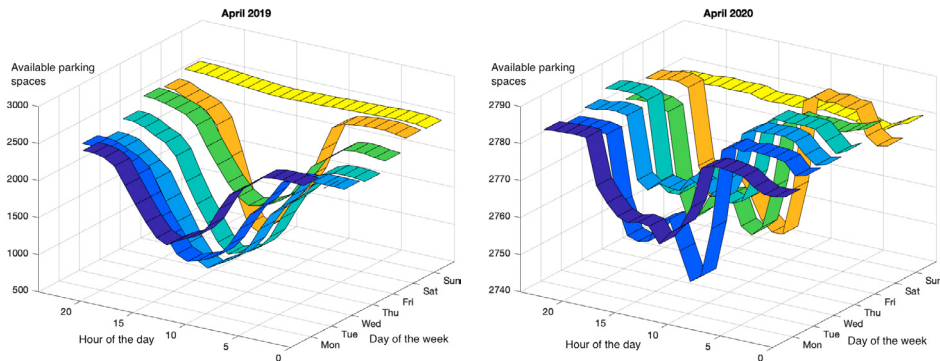 April 2019
Available parking
spaces
3000
2500
2000
1500
1000
500
20
15
10
5
0
Hour of the day
Mon
Tue
Wed
Thu
Fri
Sat
Sun
Day of the week
April 2020
Available parking
spaces
2790
2780
2770
2760
2750
2740
20
15
10
5
0
Hour of the day
Mon
Tue
Wed
Thu
Fri
Sat
Sun
Day of the week